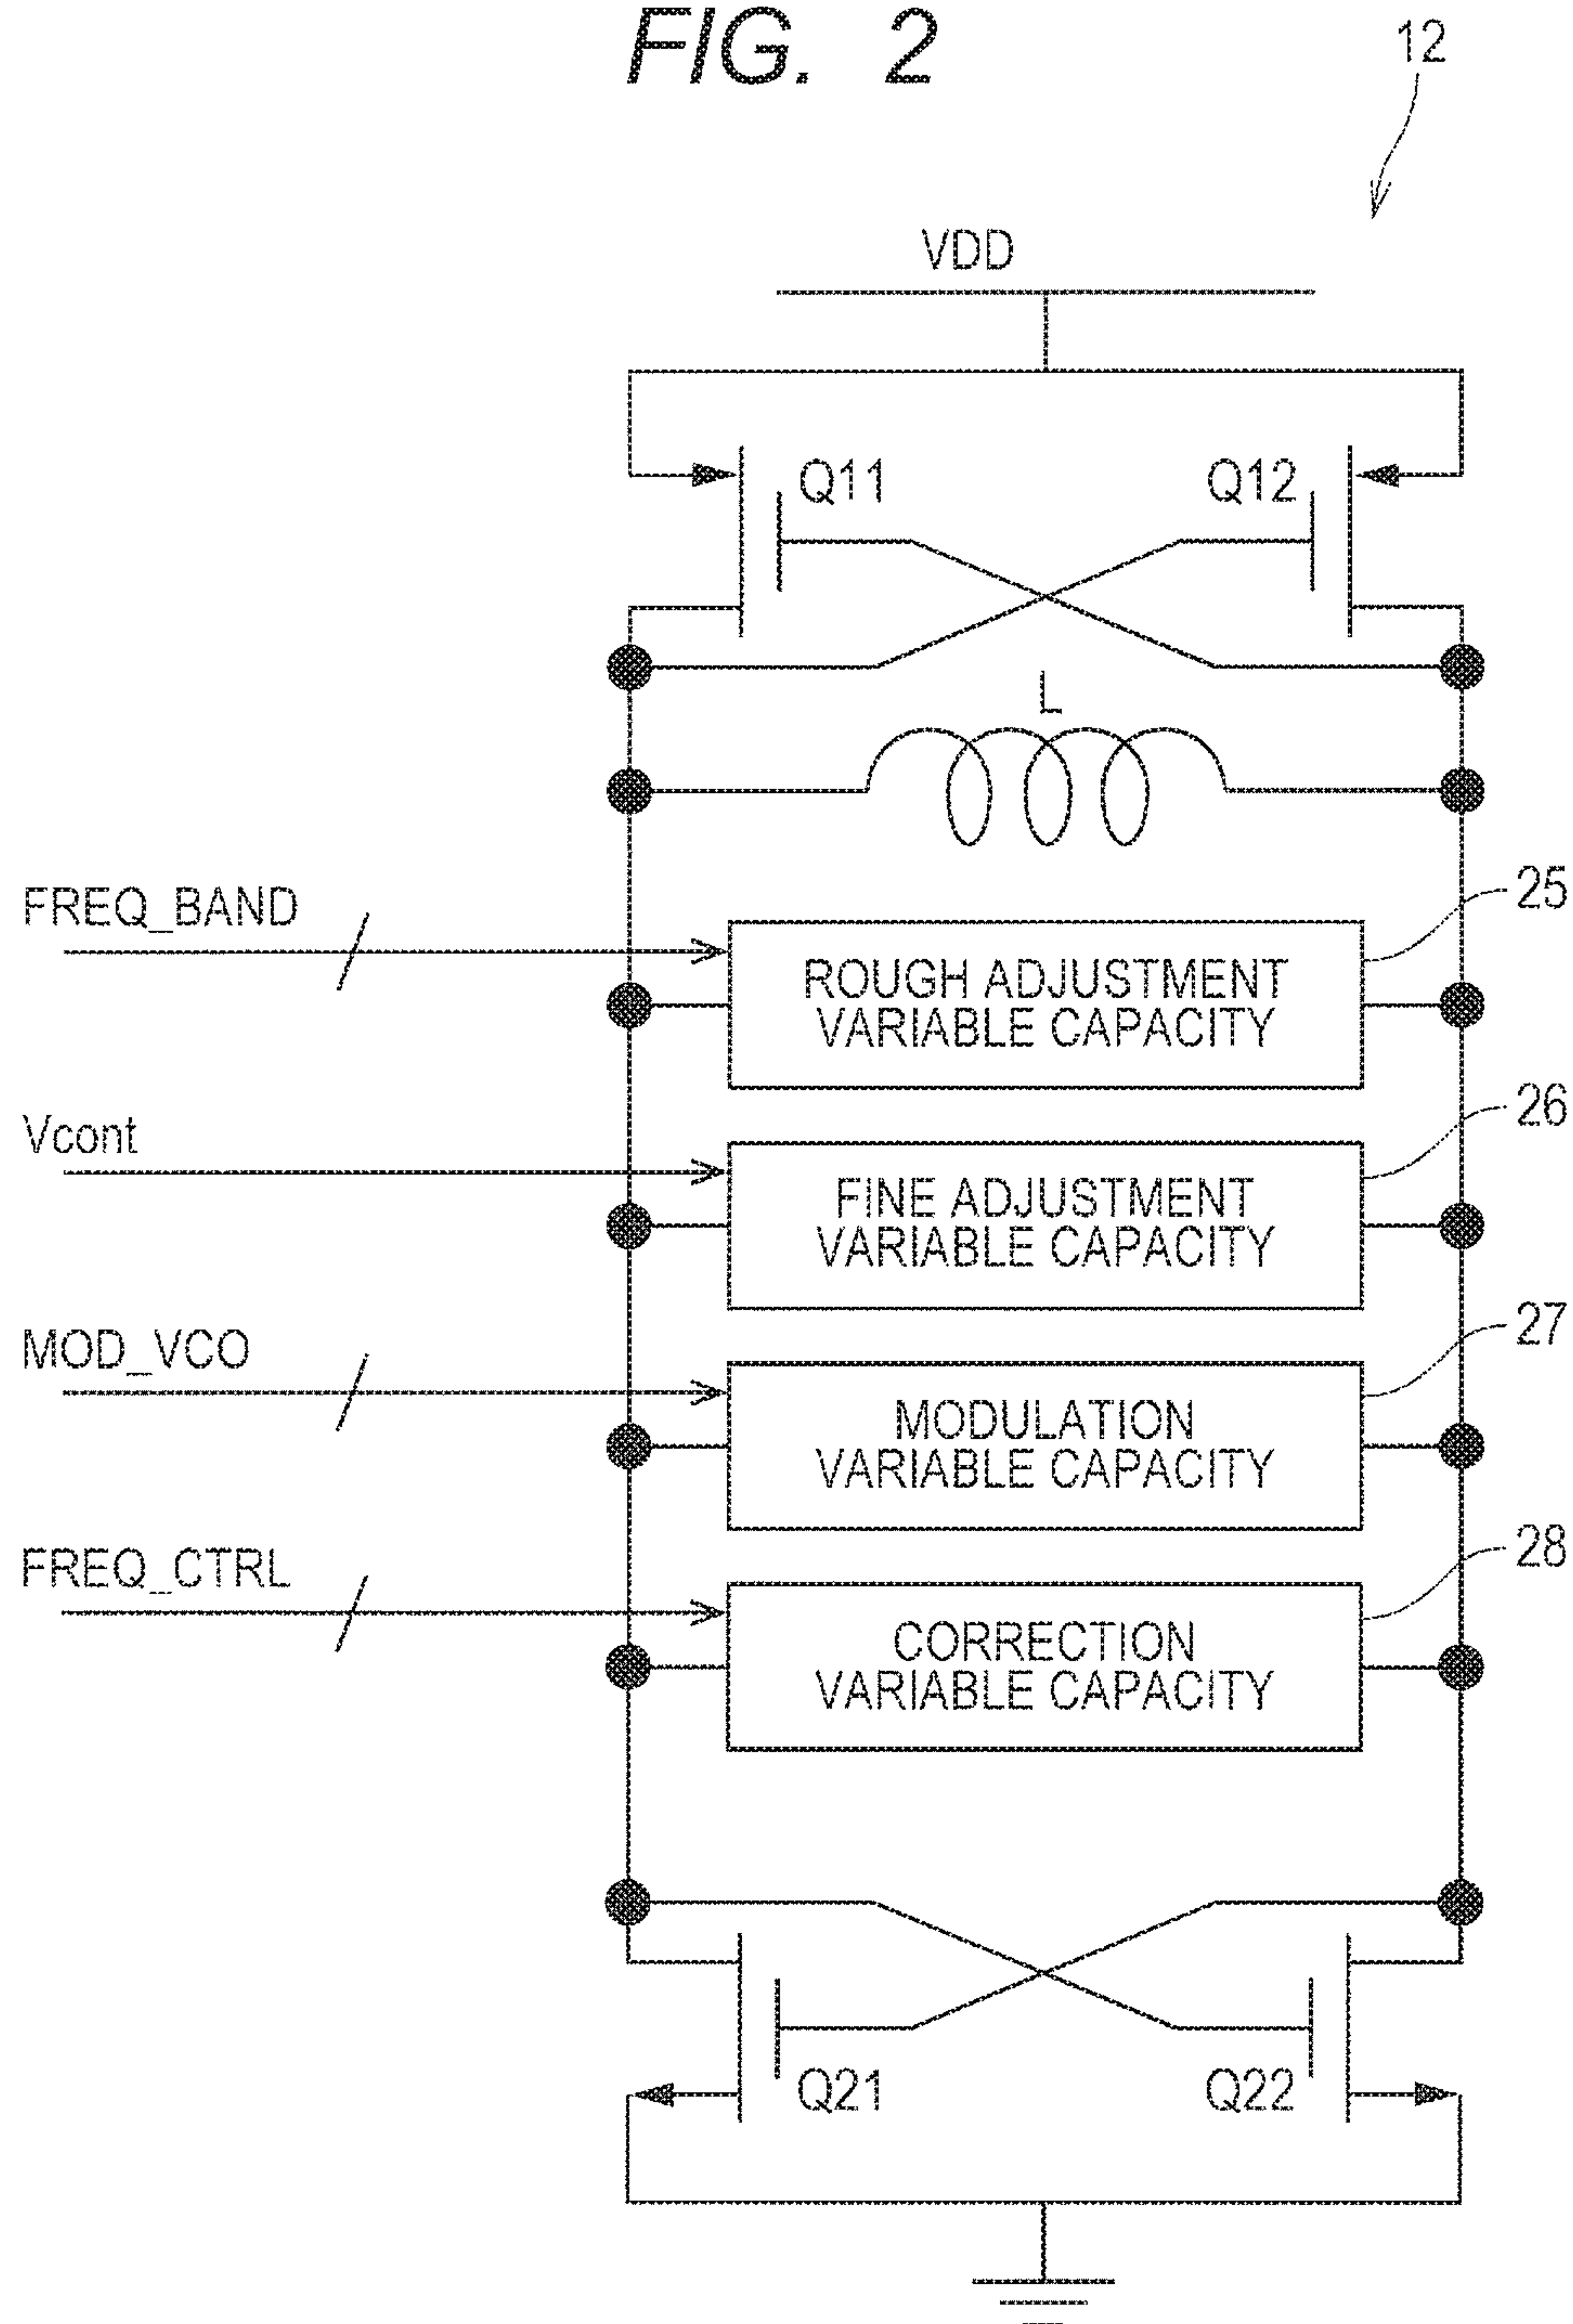 FIG. 2
12
VDD
Q11
Q12
L
FREQ_BAND
25
ROUGH ADJUSTMENT
VARIABLE CAPACITY
Vcont
26
FINE ADJUSTMENT
VARIABLE CAPACITY
MOD_VCO
27
MODULATION
VARIABLE CAPACITY
FREQ_CTRL
28
CORRECTION
VARIABLE CAPACITY
Q21
Q22